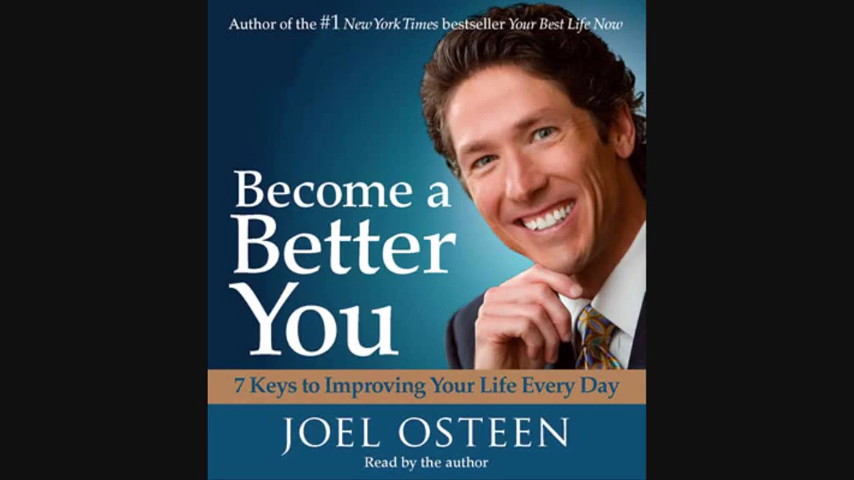 Author of the #1 New York Times bestseller Your Best Life Now
Become a
Better
You
7 Keys to Improving Your Life Every Day
JOEL OSTEEN
Read by the author